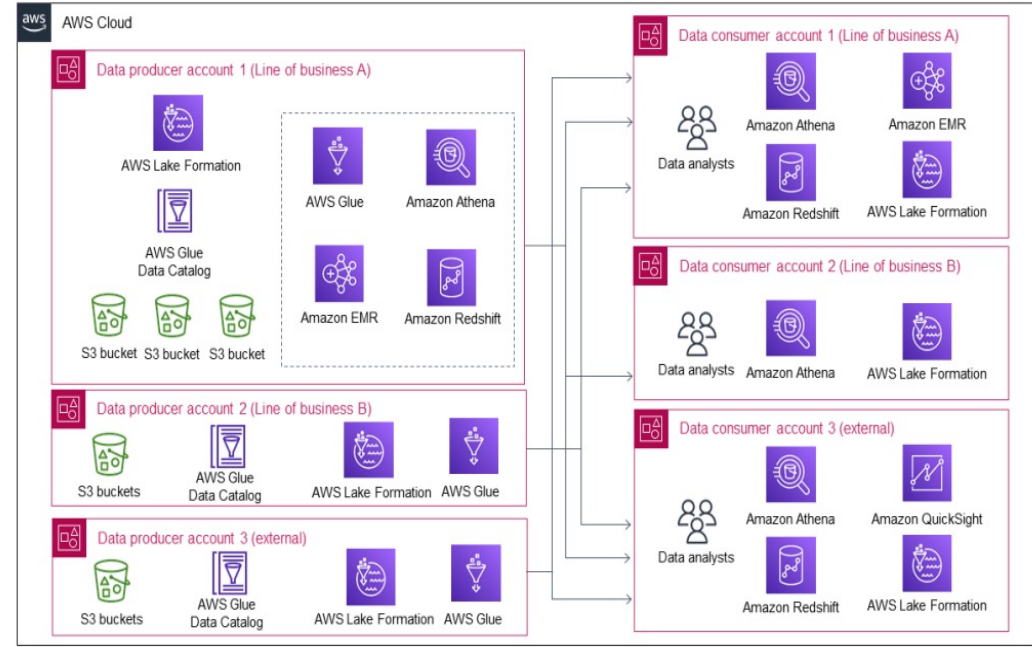 aws
AWS Cloud
Data producer account 1 (Line of business A)
AWS Lake Formation
AWS Glue
Data Catalog
S3 bucket
S3 bucket
S3 bucket
AWS Glue
Amazon Athena
Amazon EMR
Amazon Redshift
Data producer account 2 (Line of business B)
S3 buckets
AWS Glue
Data Catalog
AWS Lake Formation
AWS Glue
Data producer account 3 (external)
S3 buckets
AWS Glue
Data Catalog
AWS Lake Formation
AWS Glue
Data consumer account 1 (Line of business A)
Data analysts
Amazon Athena
Amazon EMR
Amazon Redshift
AWS Lake Formation
Data consumer account 2 (Line of business B)
Data analysts
Amazon Athena
AWS Lake Formation
Data consumer account 3 (external)
Data analysts
Amazon Athena
Amazon QuickSight
Amazon Redshift
AWS Lake Formation